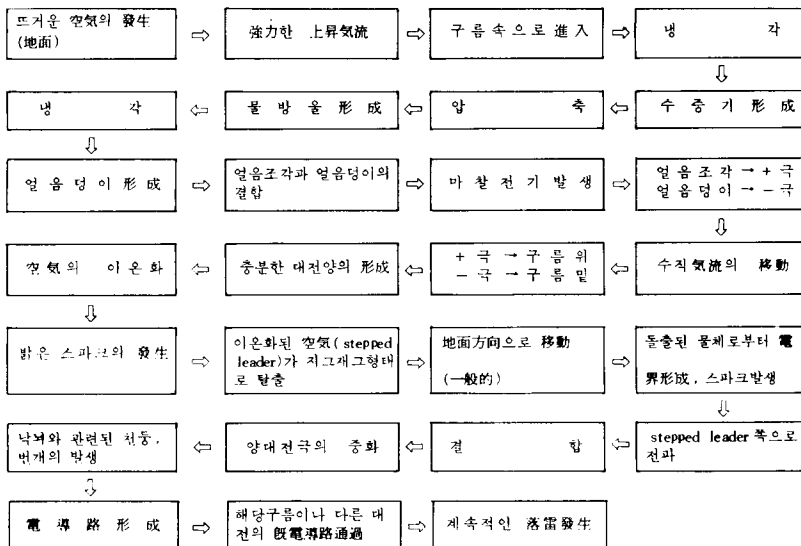 뜨거운 空気의 發生
(地面)
⇨
強力한 上昇気流
⇨
구름속으로 進入
⇨
냉 각
⇩
수 증 기 形 成
⇦
압 축
⇦
물 방 울 形 成
⇦
냉 각
⇩
얼 음 덩 이 形 成
⇨
얼음조각과 얼음덩이의
결합
⇨
마 찰 전 기 발 생
⇨
얼 음 조 각 → + 극
얼 음 덩 이 → − 극
⇩
수직気流의 移動
⇦
+ 극 → 구 름 위
− 극 → 구 름 밑
⇦
충분한 대전양의 形成
⇦
空気의 이 온 화
⇩
밝은 스파크의 發生
⇨
이온화된 空気( stepped
leader)가 지그재그형태
로 탈출
⇨
地面方向으로 移動
(一般的)
⇨
돌출된 물체로부터 電
界形成, 스파크발생
⇩
stepped leader 쪽으로
전파
⇦
결 합
⇦
양대전극의 중화
⇦
낙뇌와 관련된 천둥,
번개의 발생
⇩
電 導 路 形 成
⇨
해당구름이나 다른 대
전의 旣電導路通過
⇨
계속적인 落雷發生